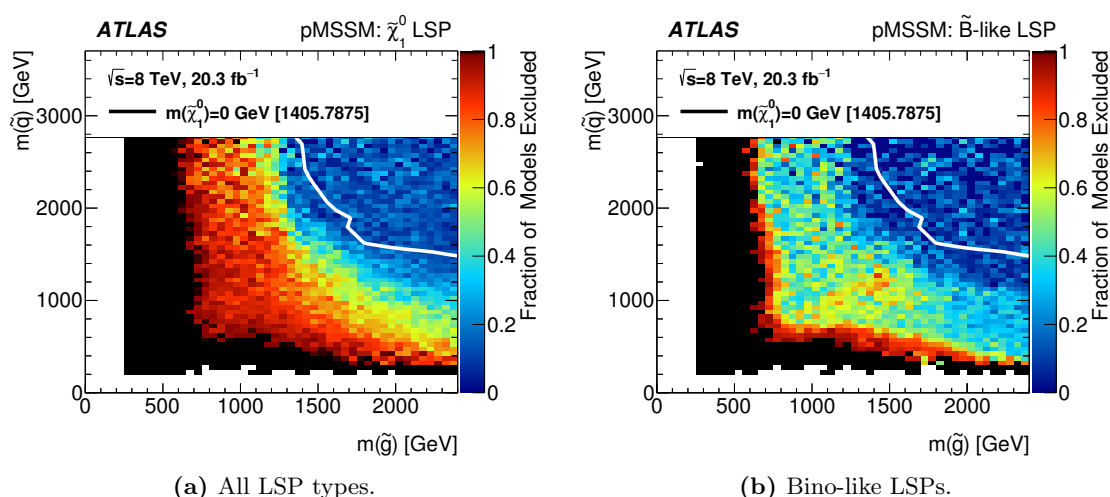 ATLAS pMSSM: χ̃₁⁰ LSP
√s=8 TeV, 20.3 fb⁻¹
m(χ̃₁⁰)=0 GeV [1405.7875]
m(q̃) [GeV]
3000
2000
1000
0
0 500 1000 1500 2000
m(g̃) [GeV]
1
0.8
0.6
0.4
0.2
0
Fraction of Models Excluded
(a) All LSP types.
ATLAS pMSSM: B̃-like LSP
√s=8 TeV, 20.3 fb⁻¹
m(χ̃₁⁰)=0 GeV [1405.7875]
m(q̃) [GeV]
3000
2000
1000
0
0 500 1000 1500 2000
m(g̃) [GeV]
1
0.8
0.6
0.4
0.2
0
Fraction of Models Excluded
(b) Bino-like LSPs.